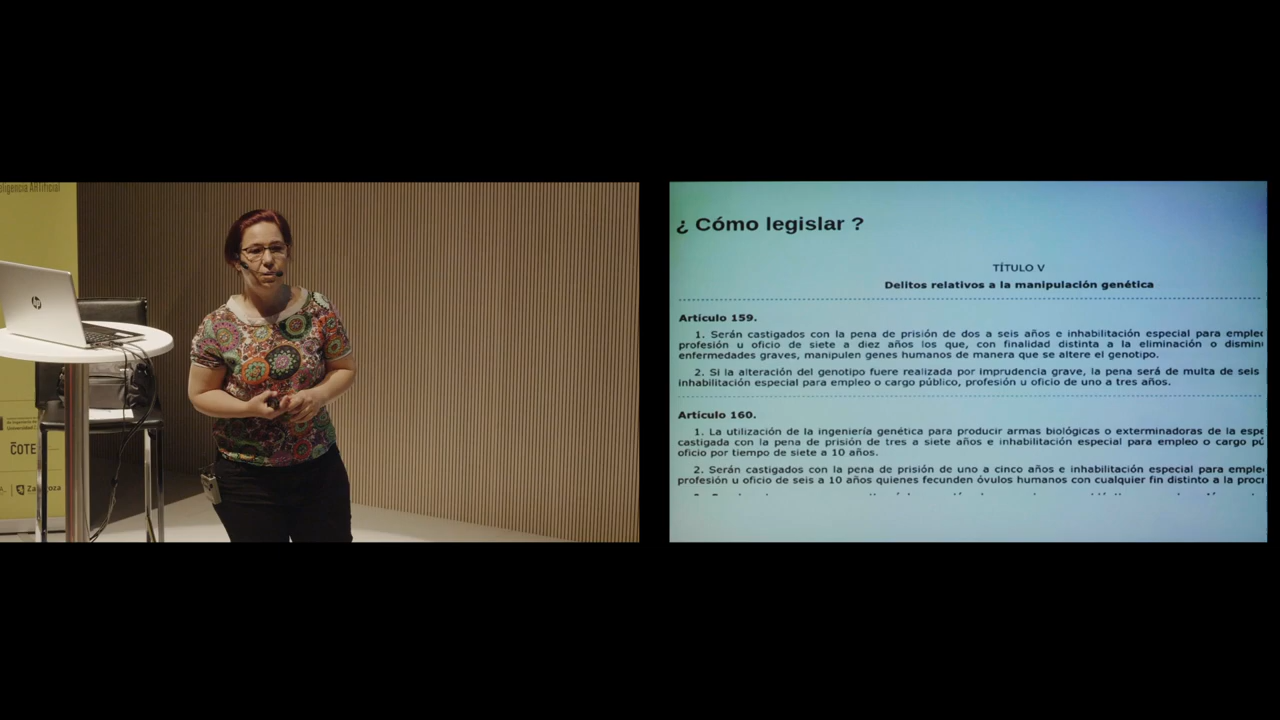 ARTificial
hp
COTE
¿ Cómo legislar ?
TÍTULO V
Delitos relativos a la manipulación genética
Artículo 159.
1. Serán castigados con la pena de prisión de dos a seis años e inhabilitación especial para
profesión u oficio de siete a diez años los que, con finalidad distinta a la eliminación o
enfermedades graves, manipulen genes humanos de manera que se altere el genotipo.
2. Si la alteración del genotipo fuere realizada por imprudencia grave, la pena será de multa de seis
inhabilitación especial para empleo o cargo público, profesión u oficio de uno a tres años.
Artículo 160.
1. La utilización de la ingeniería genética para producir armas biológicas o exterminadoras de la
castigada con la pena de prisión de tres a siete años e inhabilitación especial para empleo o cargo
oficio por tiempo de siete a 10 años.
2. Serán castigados con la pena de prisión de uno a cinco años e inhabilitación especial para
profesión u oficio de seis a 10 años quienes fecunden óvulos humanos con cualquier fin distinto a la